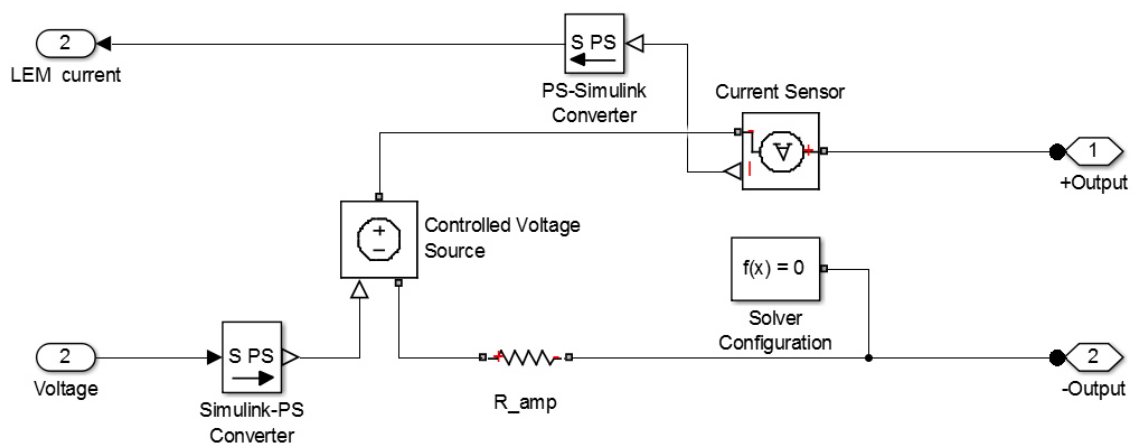 2
LEM current
S PS
PS-Simulink
Converter
Current Sensor
-
A
+
I
1
+Output
+
−
Controlled Voltage
Source
f(x) = 0
Solver
Configuration
2
Voltage
S PS
Simulink-PS
Converter
+
-
R_amp
2
-Output